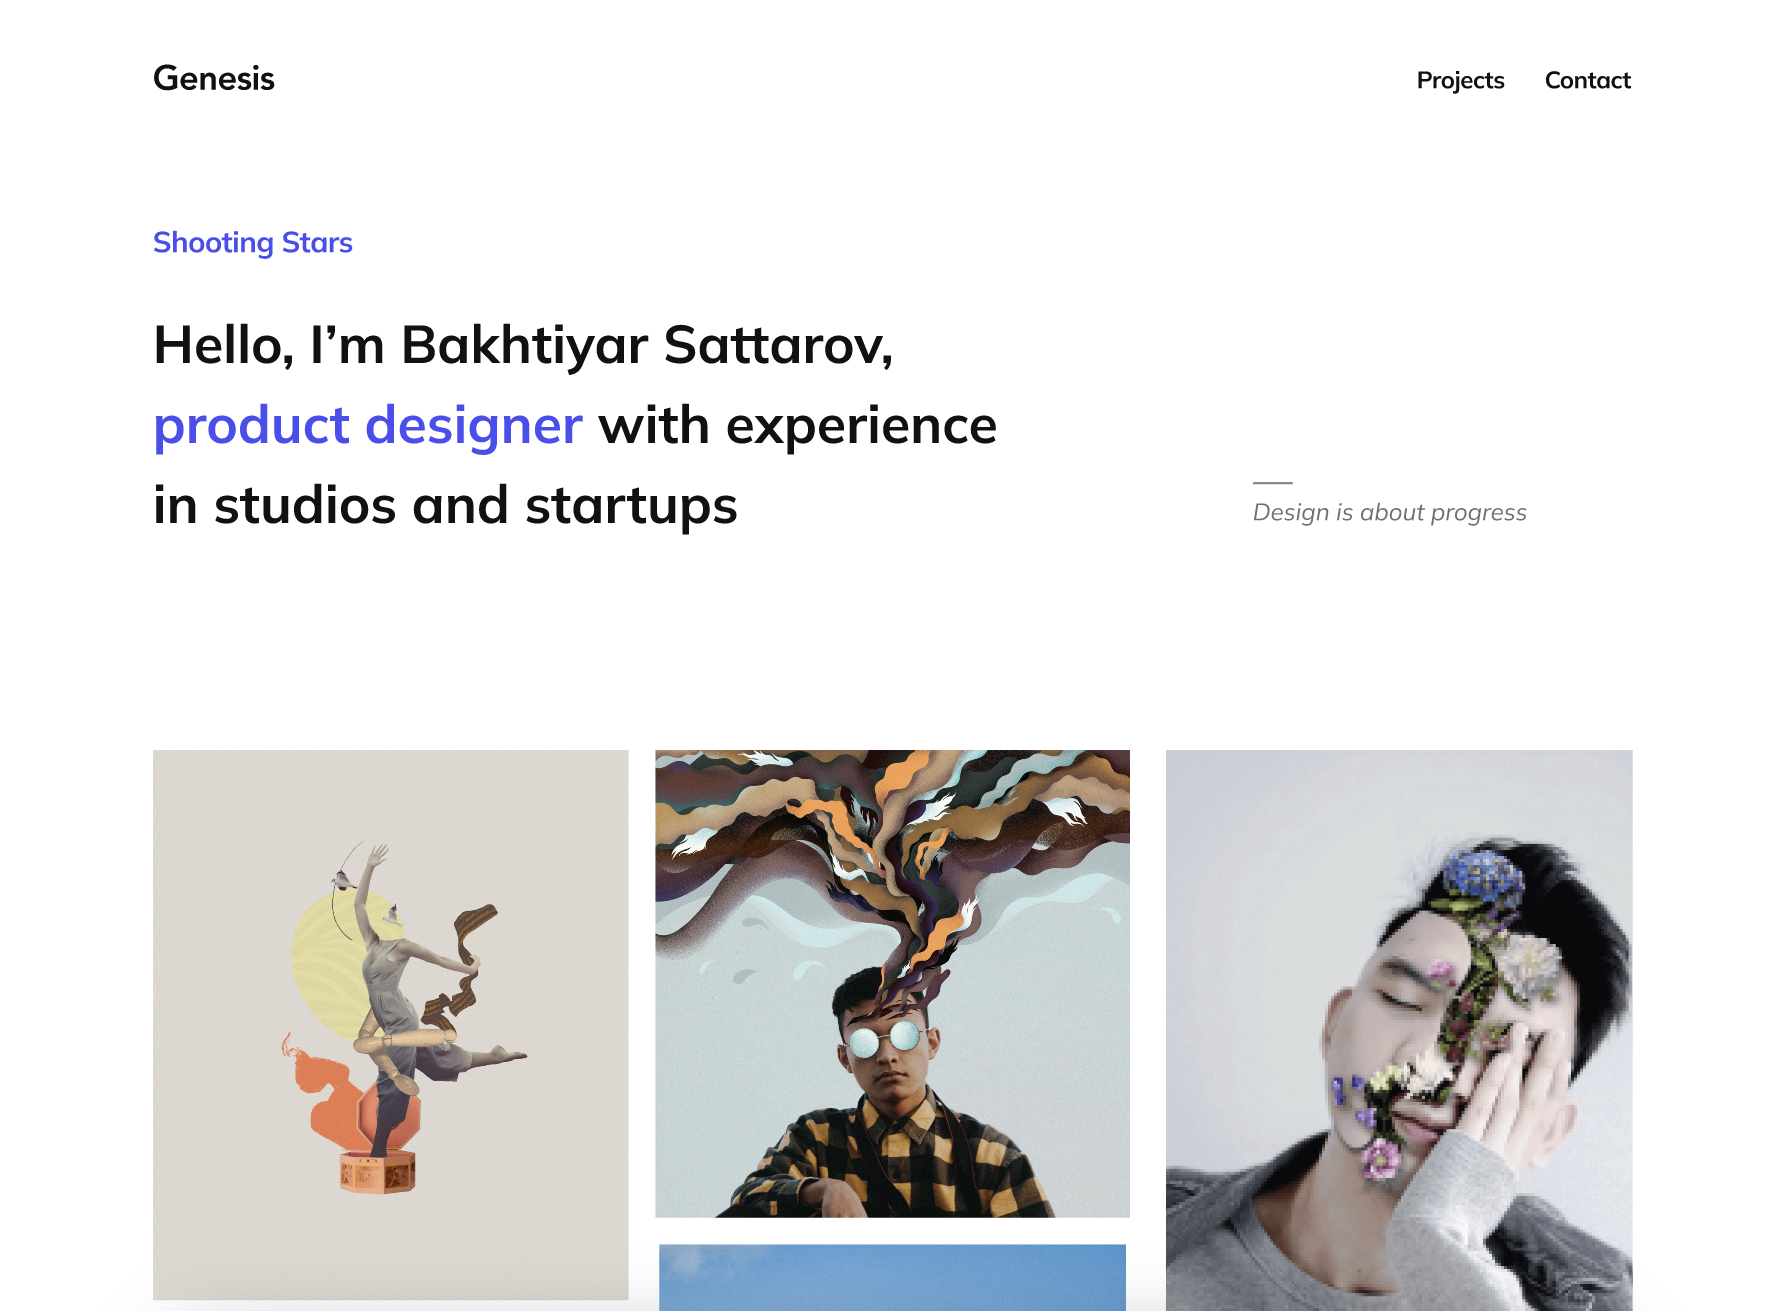 Genesis
Projects
Contact
Shooting Stars
Hello, I’m Bakhtiyar Sattarov,
product designer with experience
in studios and startups
Design is about progress